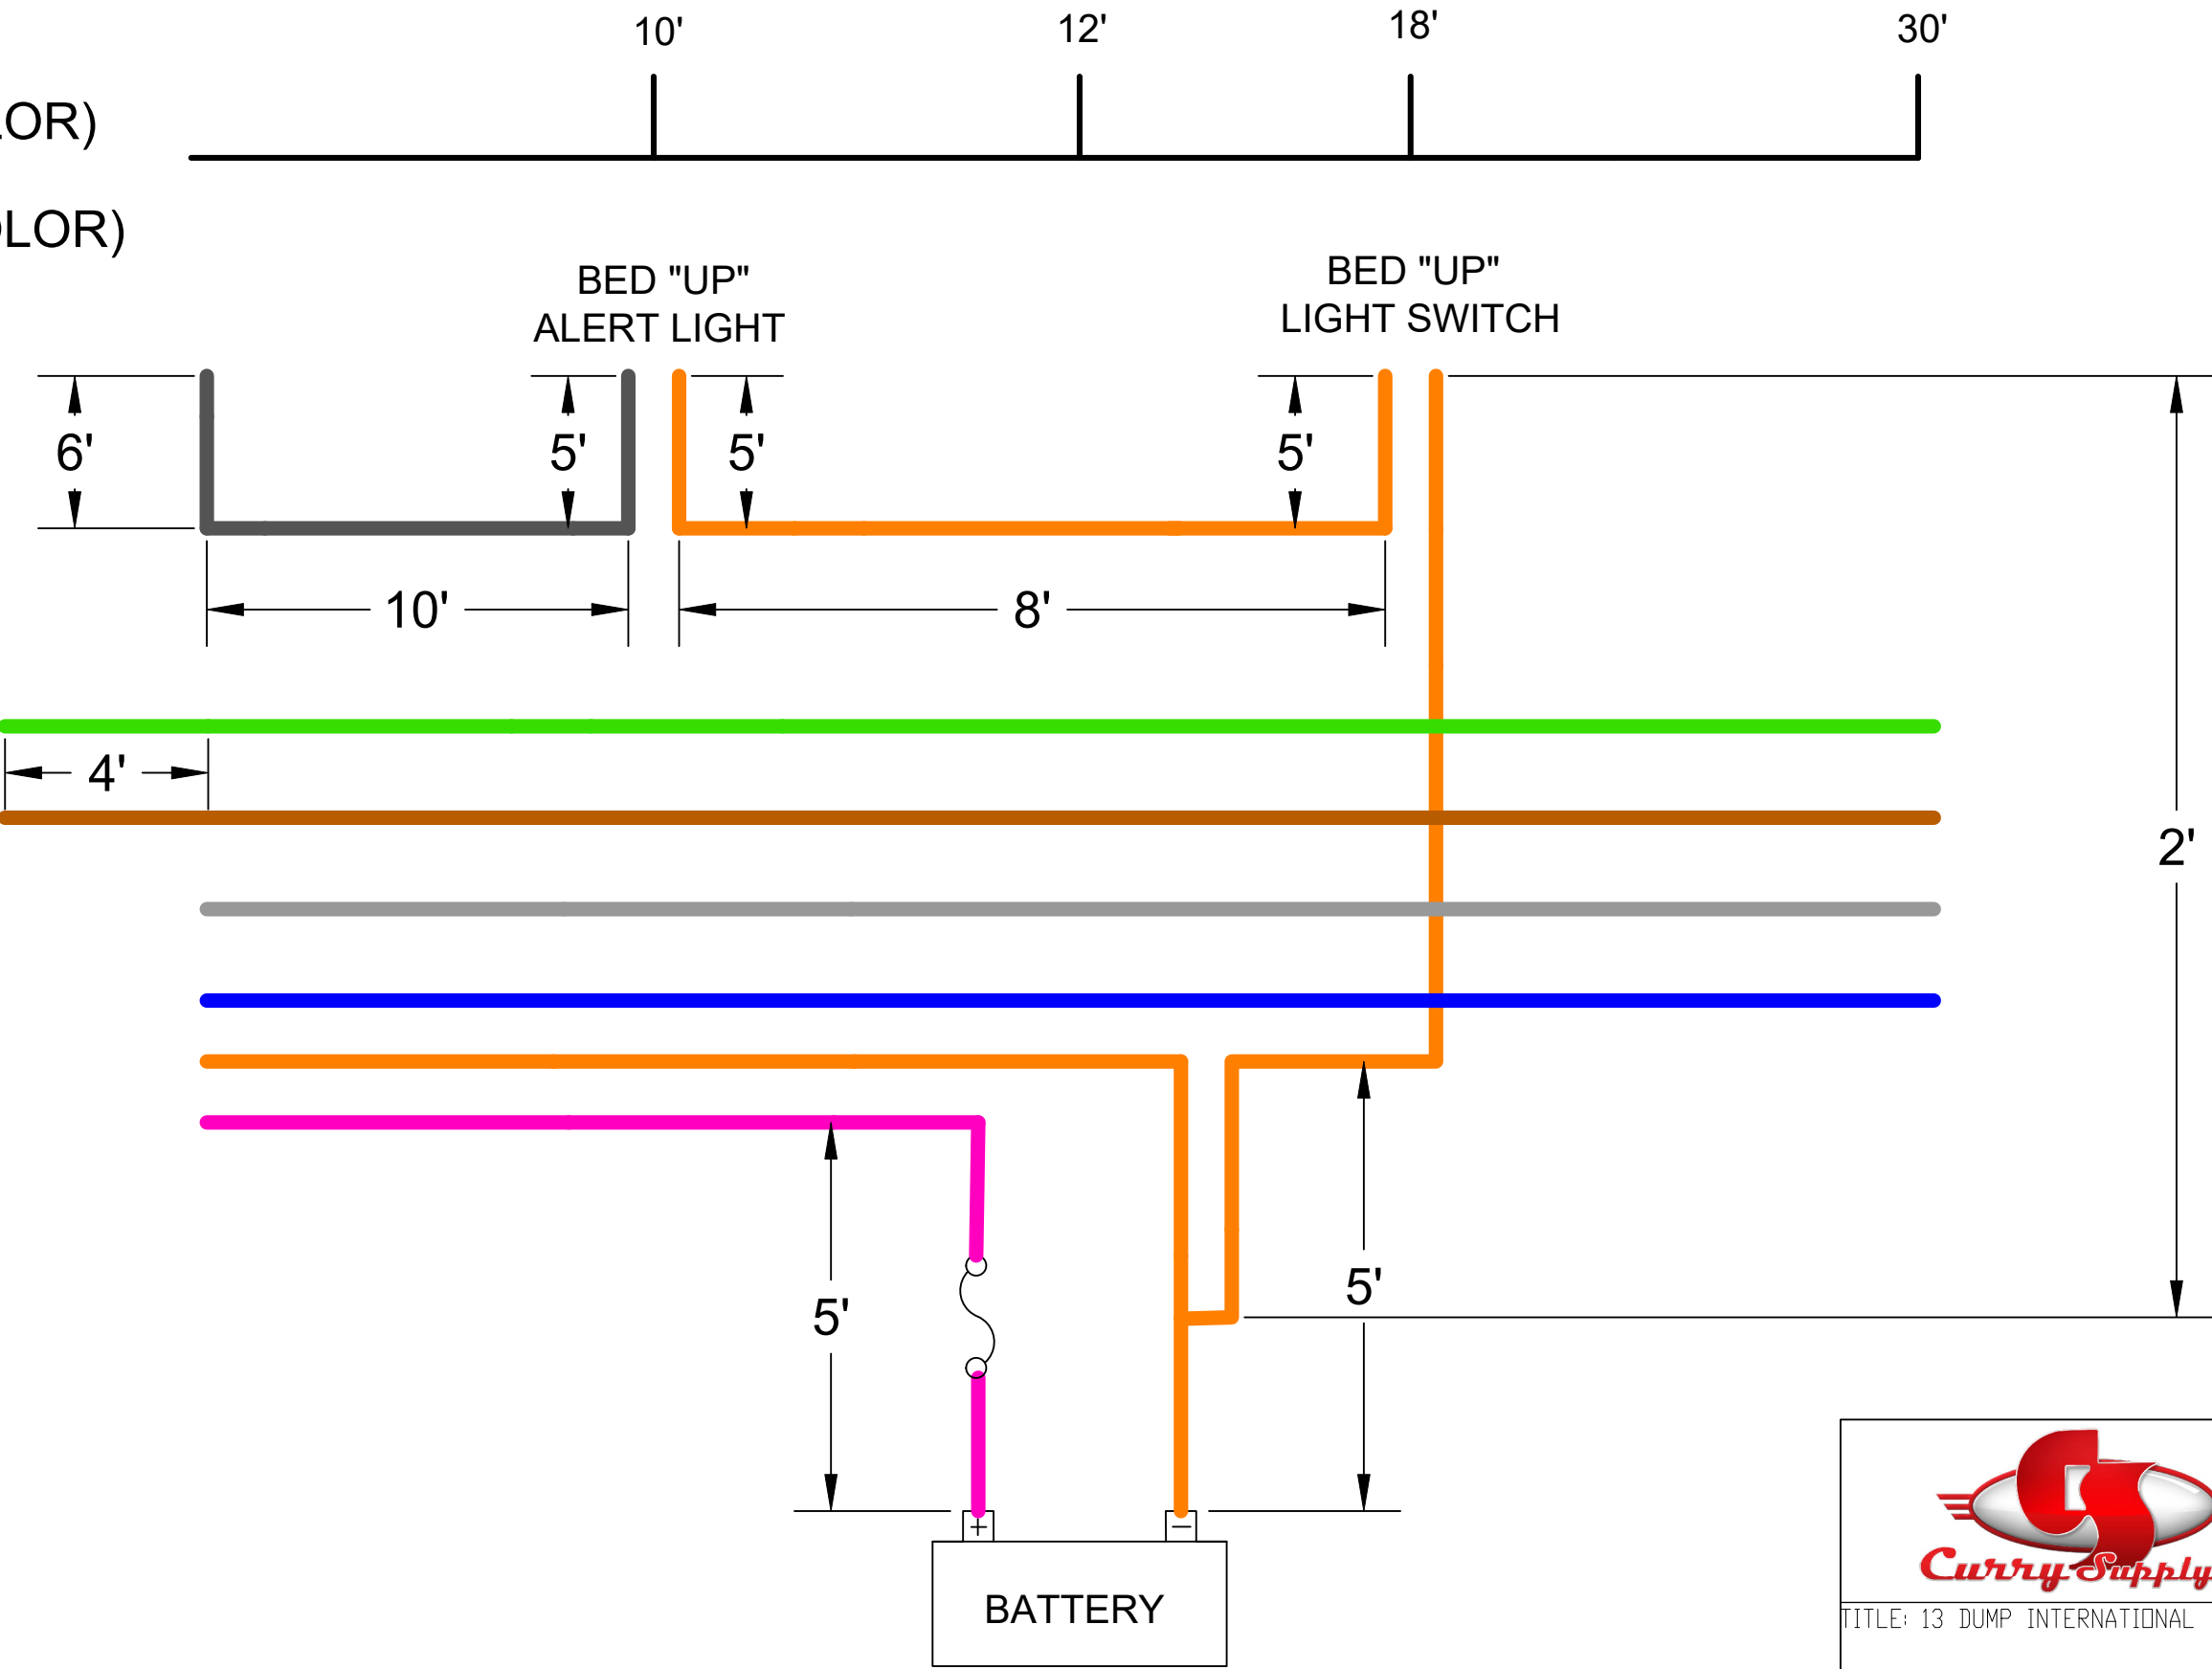 10'
12'
18'
30'
LOR)
OLOR)
BED "UP"
ALERT LIGHT
BED "UP"
LIGHT SWITCH
6'
5'
5'
5'
10'
8'
4'
2'
5'
5'
+
−
BATTERY
Curry Supply
TITLE: 13 DUMP INTERNATIONAL